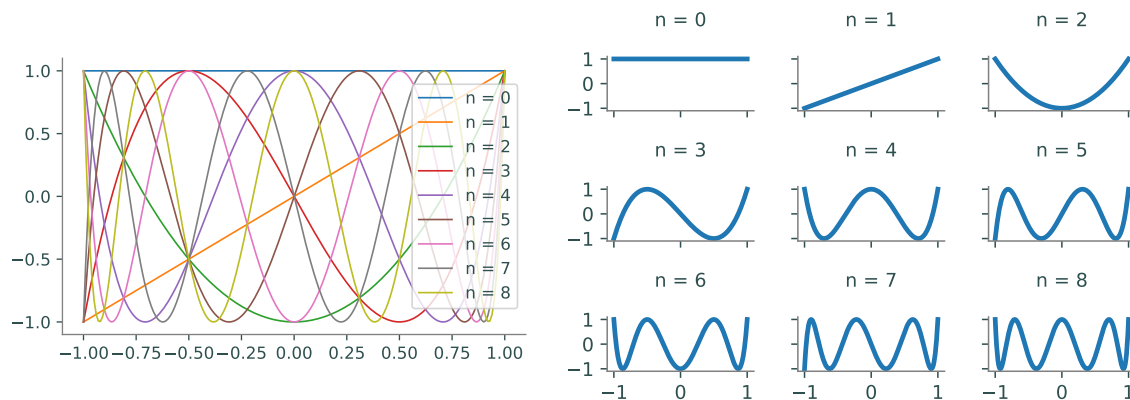 1.0
0.5
0.0
−0.5
−1.0
−1.00 −0.75 −0.50 −0.25 0.00 0.25 0.50 0.75 1.00
n = 0
n = 1
n = 2
n = 3
n = 4
n = 5
n = 6
n = 7
n = 8
n = 0 n = 1 n = 2
1
0
−1
n = 3 n = 4 n = 5
1
0
−1
n = 6 n = 7 n = 8
1
0
−1
−1 0 1 −1 0 1 −1 0 1